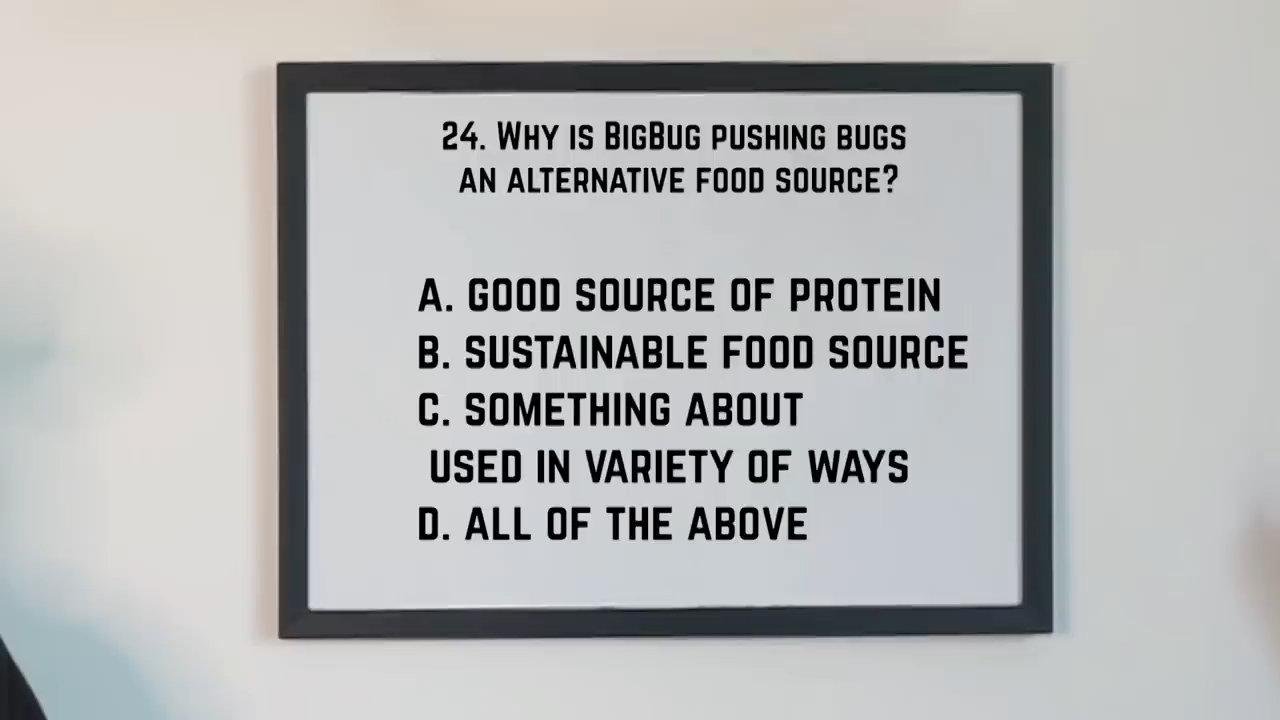 24. Why is BigBug pushing bugs
an alternative food source?
A. GOOD SOURCE OF PROTEIN
B. SUSTAINABLE FOOD SOURCE
C. SOMETHING ABOUT
USED IN VARIETY OF WAYS
D. ALL OF THE ABOVE